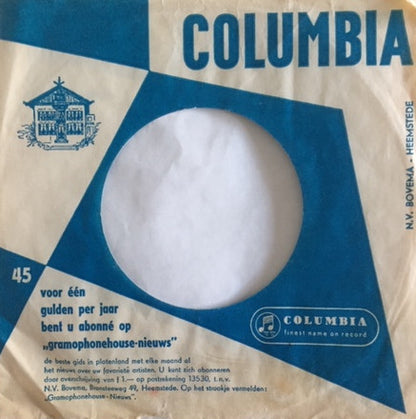 COLUMBIA
N.V. BOVEMA - HEEMSTEDE
45
voor één
gulden per jaar
bent u abonné op
„gramophonehouse-nieuws"
COLUMBIA
finest name on record
de beste gids in platenland met elke maand al
het nieuws over uw favoriete artisten. U kunt zich abonneren
door overschrijving van f 1.— op postrekening 13530, t.n.v.
N.V. Bovema, Bronsteeweg 49, Heemstede. Op het strookje vermelden:
„Gramophonehouse-Nieuws".